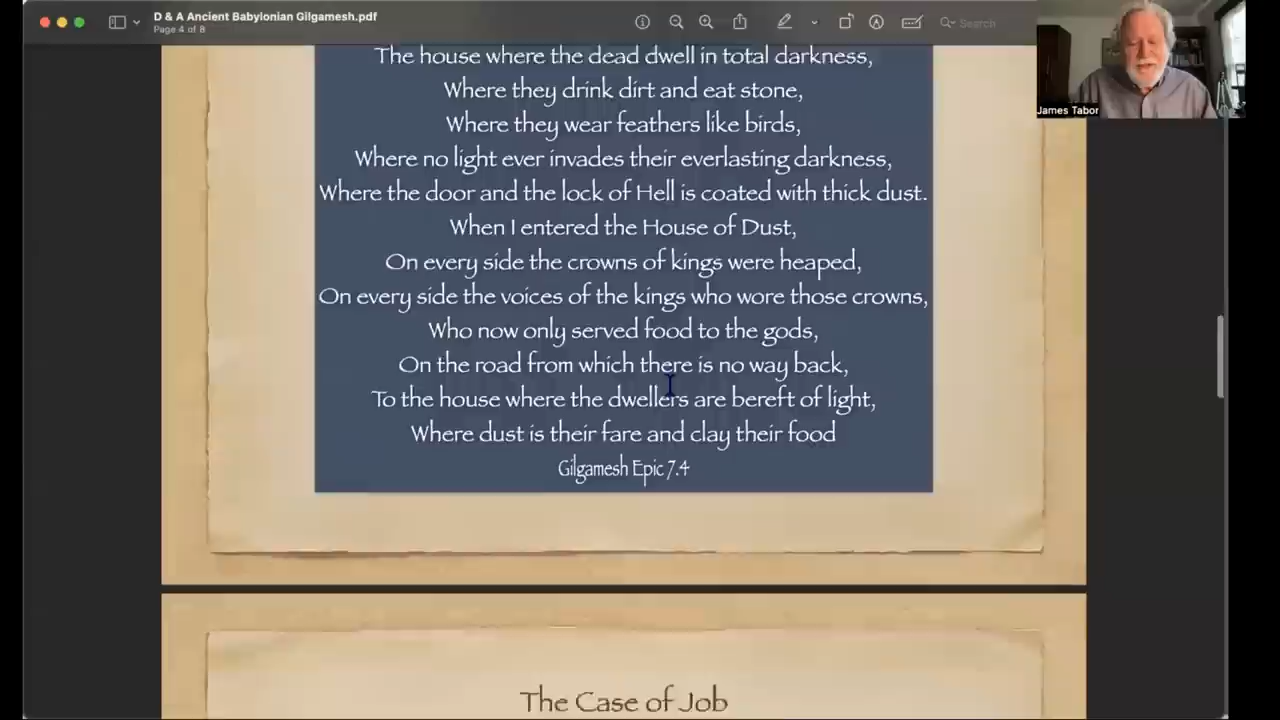 D & A Ancient Babylonian Gilgamesh.pdf
Page 4 of 8
Search
James Tabor
The house where the dead dwell in total darkness,
Where they drink dirt and eat stone,
Where they wear feathers like birds,
Where no light ever invades their everlasting darkness,
Where the door and the lock of Hell is coated with thick dust.
When I entered the House of Dust,
On every side the crowns of kings were heaped,
On every side the voices of the kings who wore those crowns,
Who now only served food to the gods,
On the road from which there is no way back,
To the house where the dwellers are bereft of light,
Where dust is their fare and clay their food
Gilgamesh Epic 7.4
The Case of Job